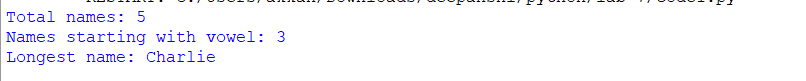 Total names: 5
Names starting with vowel: 3
Longest name: Charlie